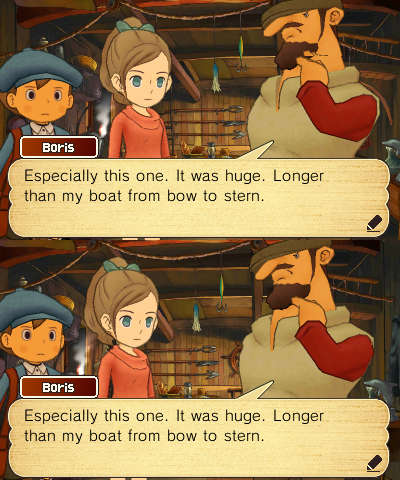 Boris
Especially this one. It was huge. Longer
than my boat from bow to stern.
Boris
Especially this one. It was huge. Longer
than my boat from bow to stern.